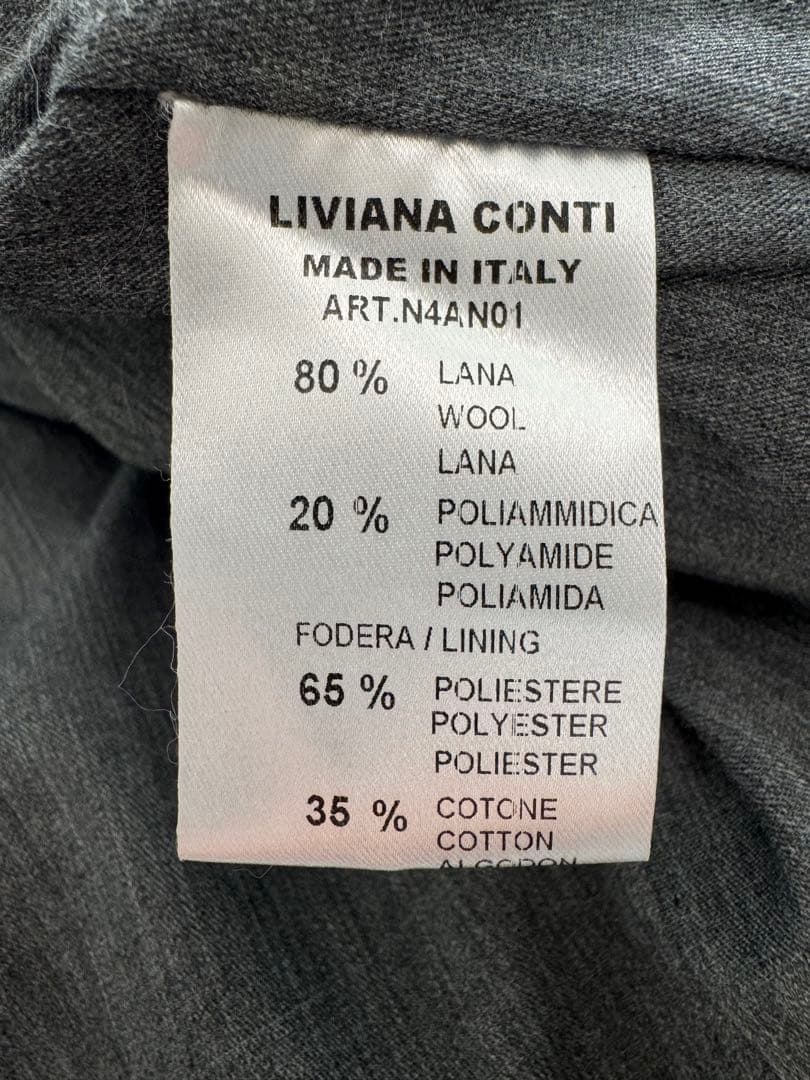 LIVIANA CONTI
MADE IN ITALY
ART.N4AN01
80 % LANA
WOOL
LANA
20 % POLIAMMIDICA
POLYAMIDE
POLIAMIDA
FODERA / LINING
65 % POLIESTERE
POLYESTER
POLIESTER
35 % COTONE
COTTON
ALGODON